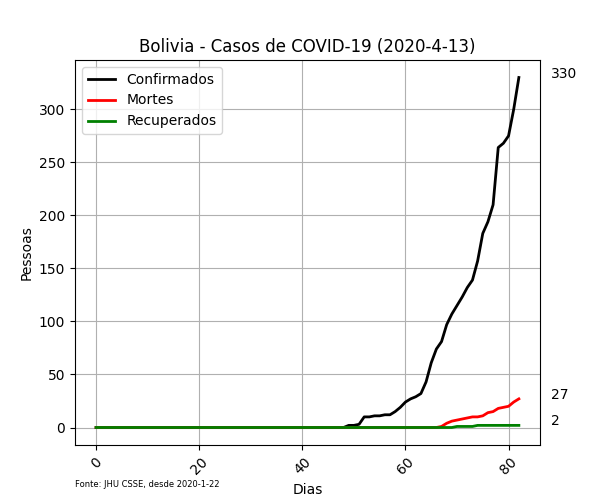 Bolivia - Casos de COVID-19 (2020-4-13)
Confirmados
Mortes
Recuperados
330
27
2
300
250
200
150
100
50
0
Pessoas
0
20
40
60
80
Dias
Fonte: JHU CSSE, desde 2020-1-22